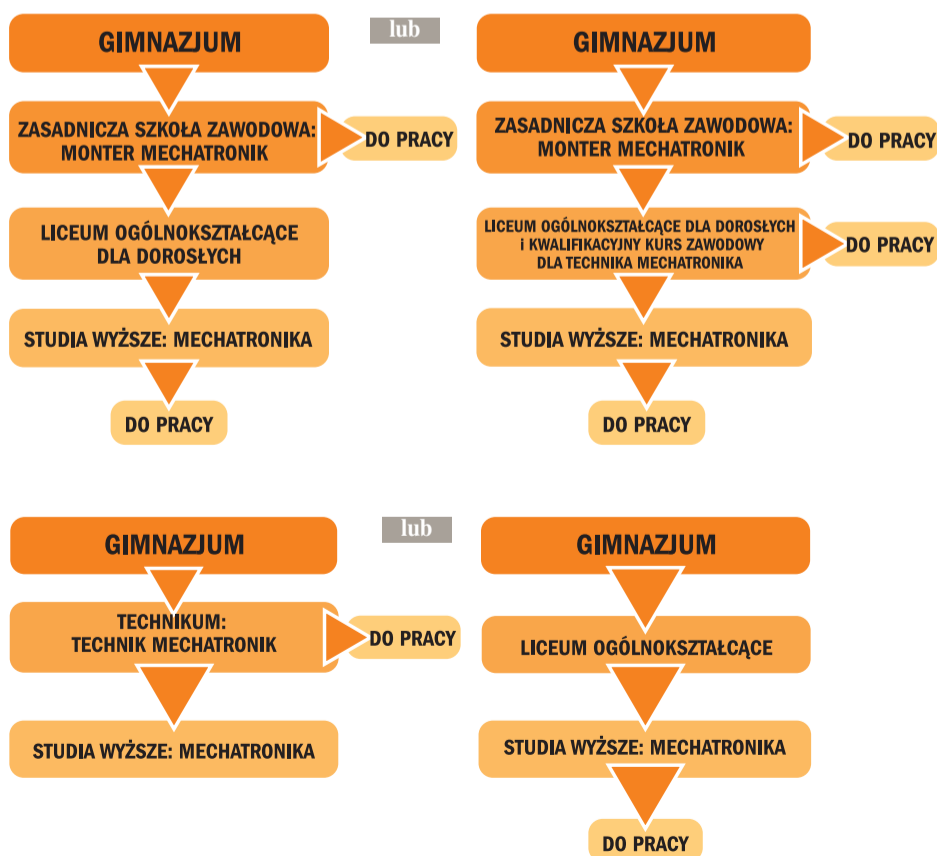 GIMNAZJUM
ZASADNICZA SZKOŁA ZAWODOWA:
MONTER MECHATRONIK
DO PRACY
LICEUM OGÓLNOKSZTAŁCĄCE
DLA DOROSŁYCH
STUDIA WYŻSZE: MECHATRONIKA
DO PRACY
lub
GIMNAZJUM
ZASADNICZA SZKOŁA ZAWODOWA:
MONTER MECHATRONIK
DO PRACY
LICEUM OGÓLNOKSZTAŁCĄCE DLA DOROSŁYCH
i KWALIFIKACYJNY KURS ZAWODOWY
DLA TECHNIKA MECHATRONIKA
DO PRACY
STUDIA WYŻSZE: MECHATRONIKA
DO PRACY
GIMNAZJUM
TECHNIKUM:
TECHNIK MECHATRONIK
DO PRACY
STUDIA WYŻSZE: MECHATRONIKA
lub
GIMNAZJUM
LICEUM OGÓLNOKSZTAŁCĄCE
STUDIA WYŻSZE: MECHATRONIKA
DO PRACY